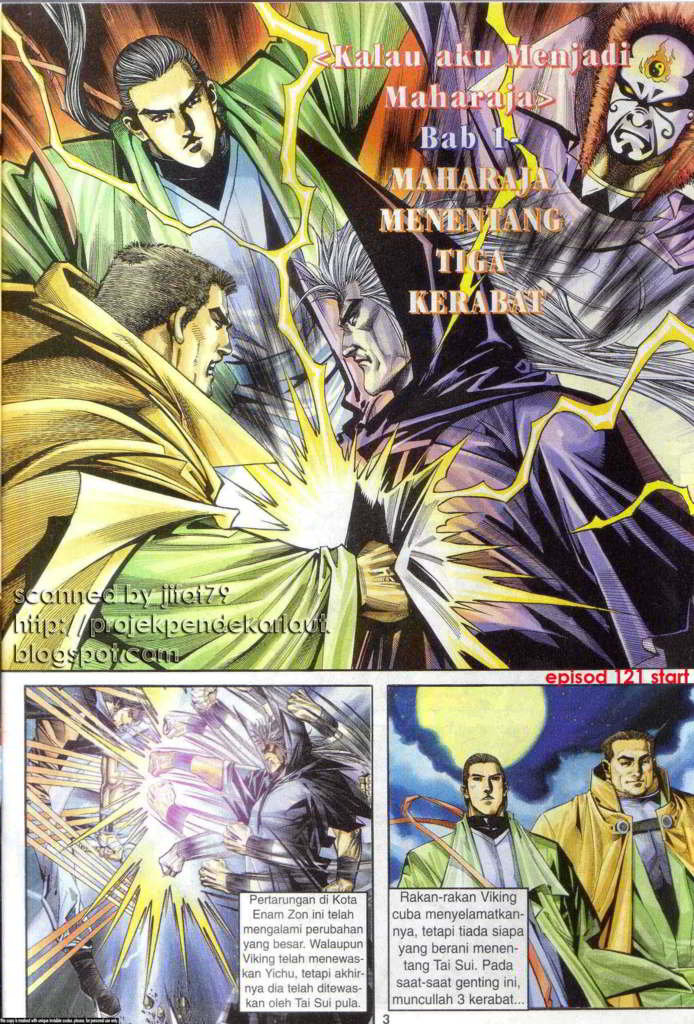 <Kalau aku Menjadi
Maharaja>
Bab 1-
MAHARAJA
MENENTANG
TIGA
KERABAT
scanned by jitat79
http://projekpendekarlaut
blogspot.com
episod 121 start
Pertarungan di Kota
Enam Zon ini telah
mengalami perubahan
yang besar. Walaupun
Viking telah menewas-
kan Yichu, tetapi akhir-
nya dia telah ditewas-
kan oleh Tai Sui pula.
Rakan-rakan Viking
cuba menyelamatkan-
nya, tetapi tiada siapa
yang berani menen-
tang Tai Sui. Pada
saat-saat genting ini,
muncullah 3 kerabat...
3